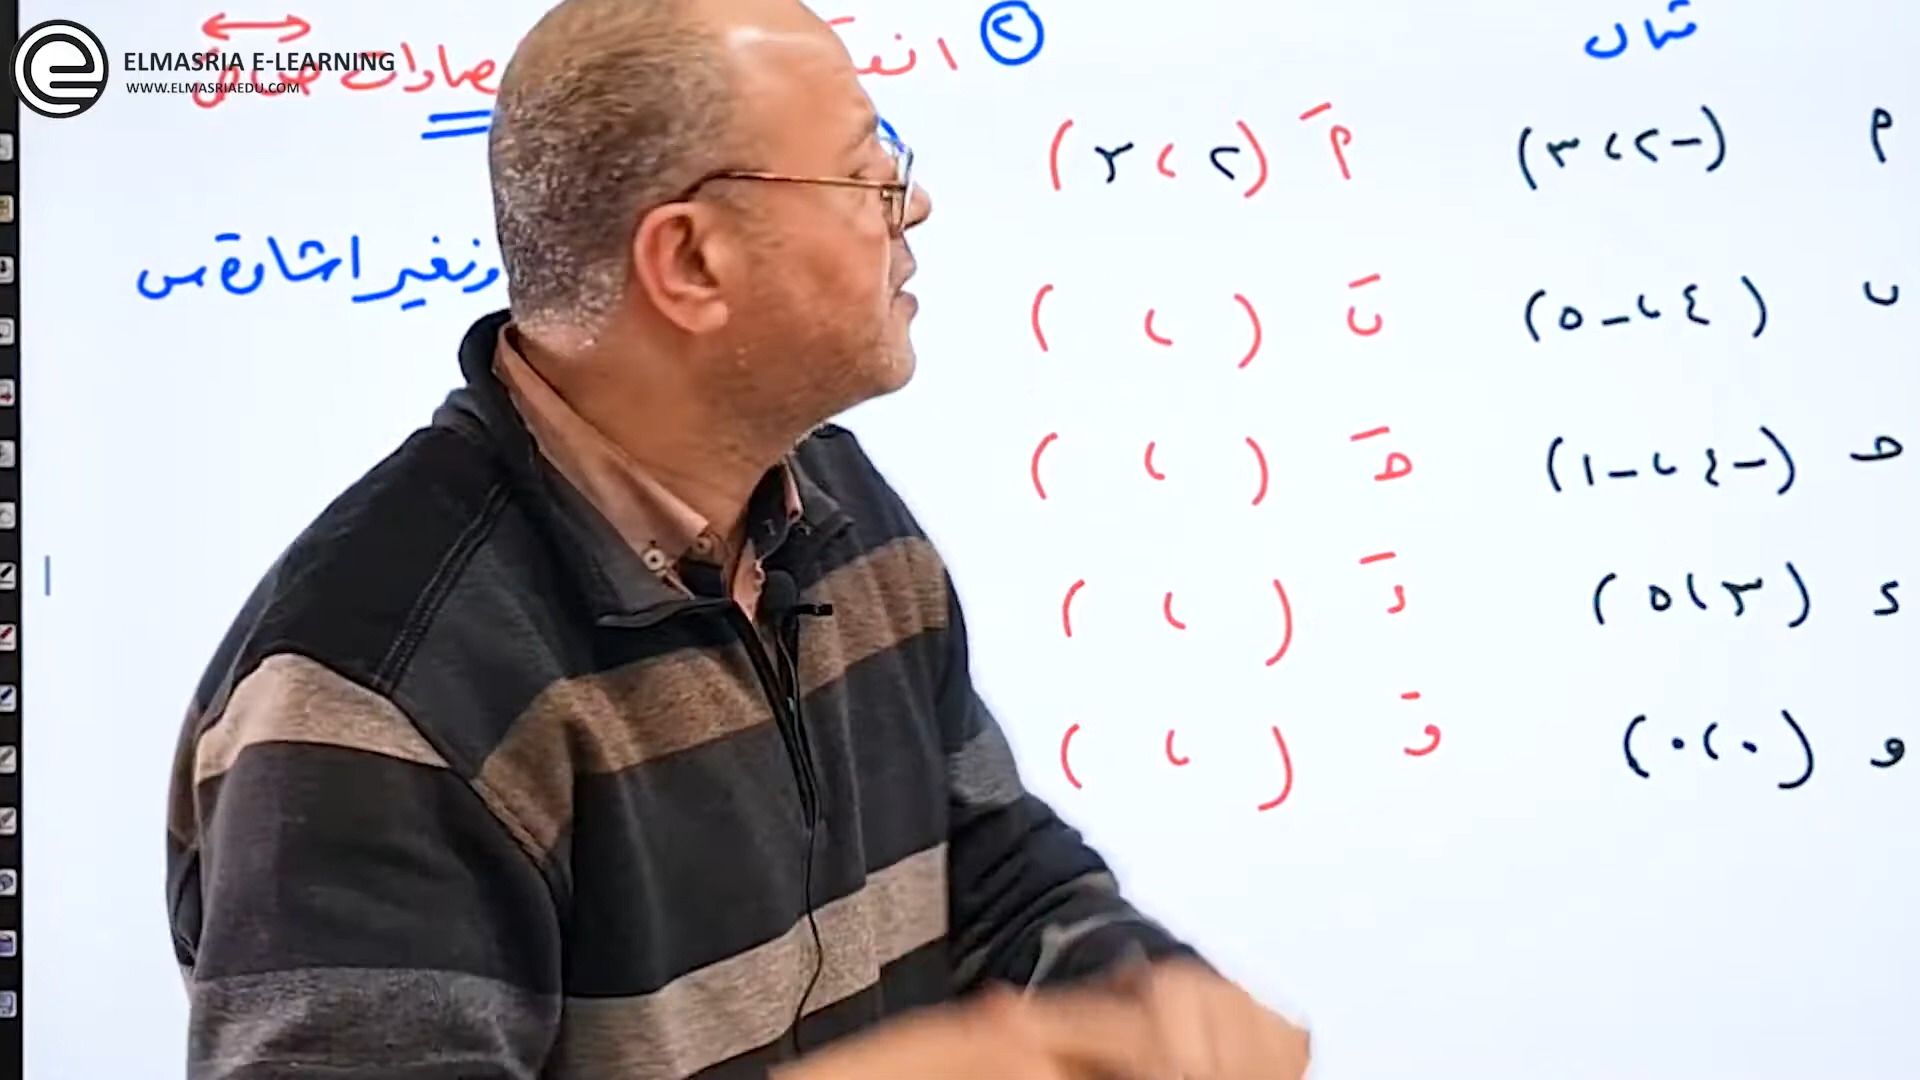 ELMASRIA E-LEARNING
WWW.ELMASRIAEDU.COM
مثال
٢
صادات
ونغير اشارة س
أ (-٢ ، ٣) أَ (٢ ، ٣)
ب (٤ ، -٥) بَ ( ، )
حـ (-٤ ، -١) حـَ ( ، )
د (٣ ، ٥) دَ ( ، )
و (٠ ، ٠) وَ ( ، )